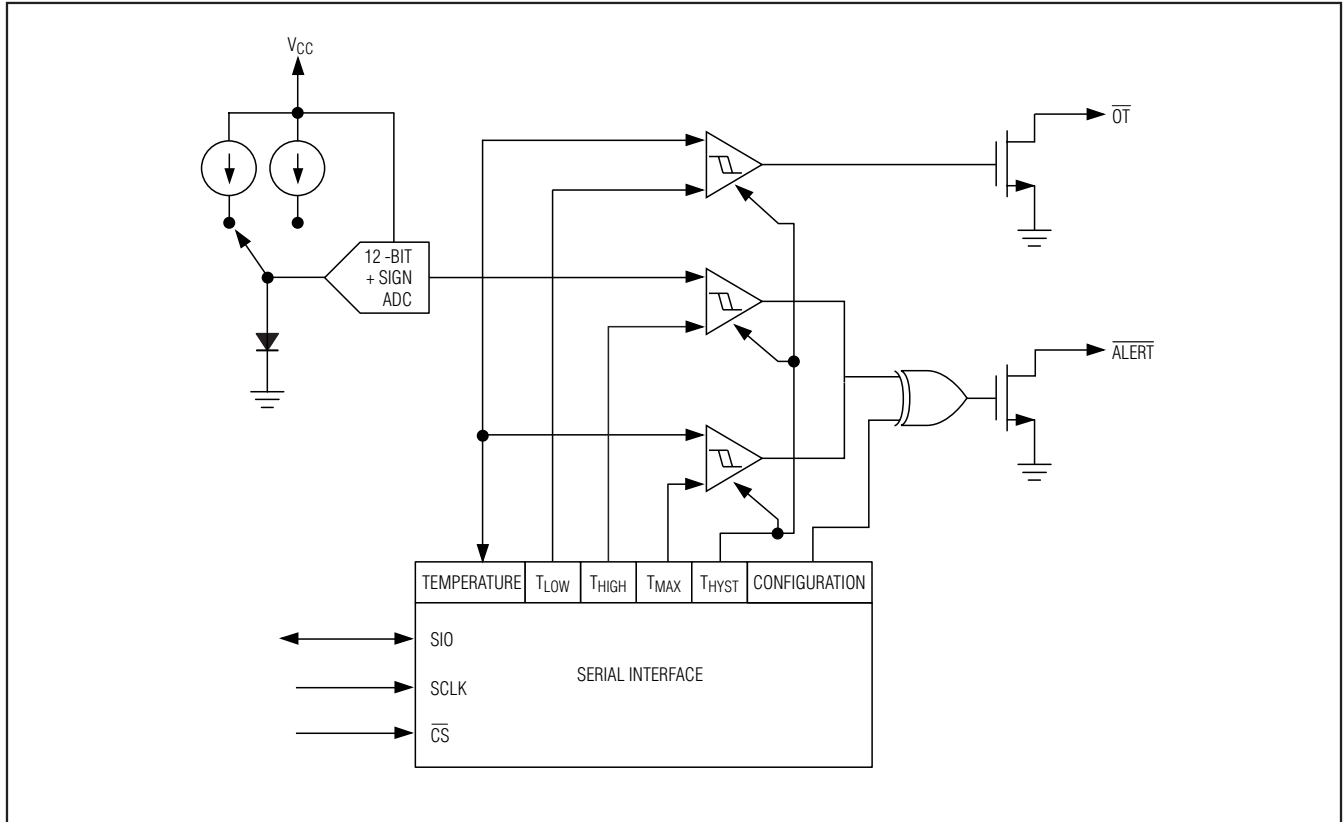 VCC
12 -BIT
+ SIGN
ADC
OT
ALERT
TEMPERATURE TLOW THIGH TMAX THYST CONFIGURATION
SIO
SERIAL INTERFACE
SCLK
CS